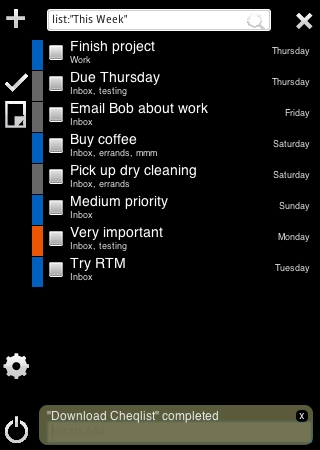 list:"This Week"
Finish project
Thursday
Work
Due Thursday
Thursday
Inbox, testing
Email Bob about work
Friday
Inbox
Buy coffee
Saturday
Inbox, errands, mmm
Pick up dry cleaning
Saturday
Inbox, errands
Medium priority
Sunday
Inbox
Very important
Monday
Inbox, testing
Try RTM
Tuesday
Inbox
"Download Cheqlist" completed
x